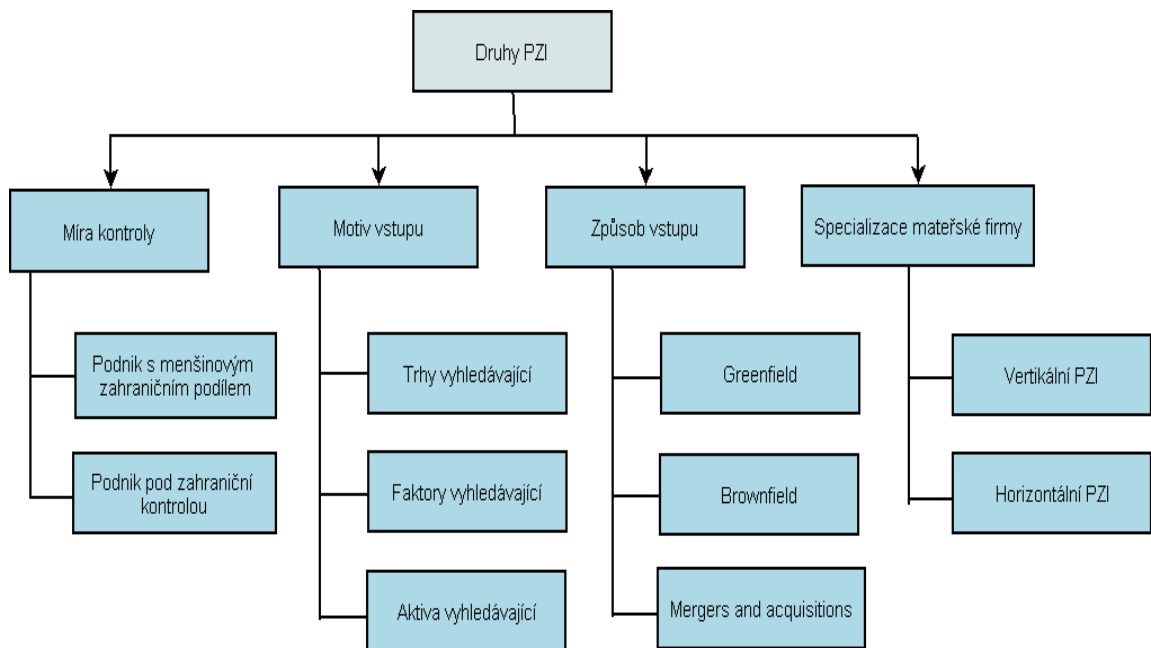 Druhy PZI
Míra kontroly
Motiv vstupu
Způsob vstupu
Specializace mateřské firmy
Podnik s menšinovým
zahraničním podílem
Podnik pod zahraniční
kontrolou
Trhy vyhledávající
Faktory vyhledávající
Aktiva vyhledávající
Greenfield
Brownfield
Mergers and acquisitions
Vertikální PZI
Horizontální PZI